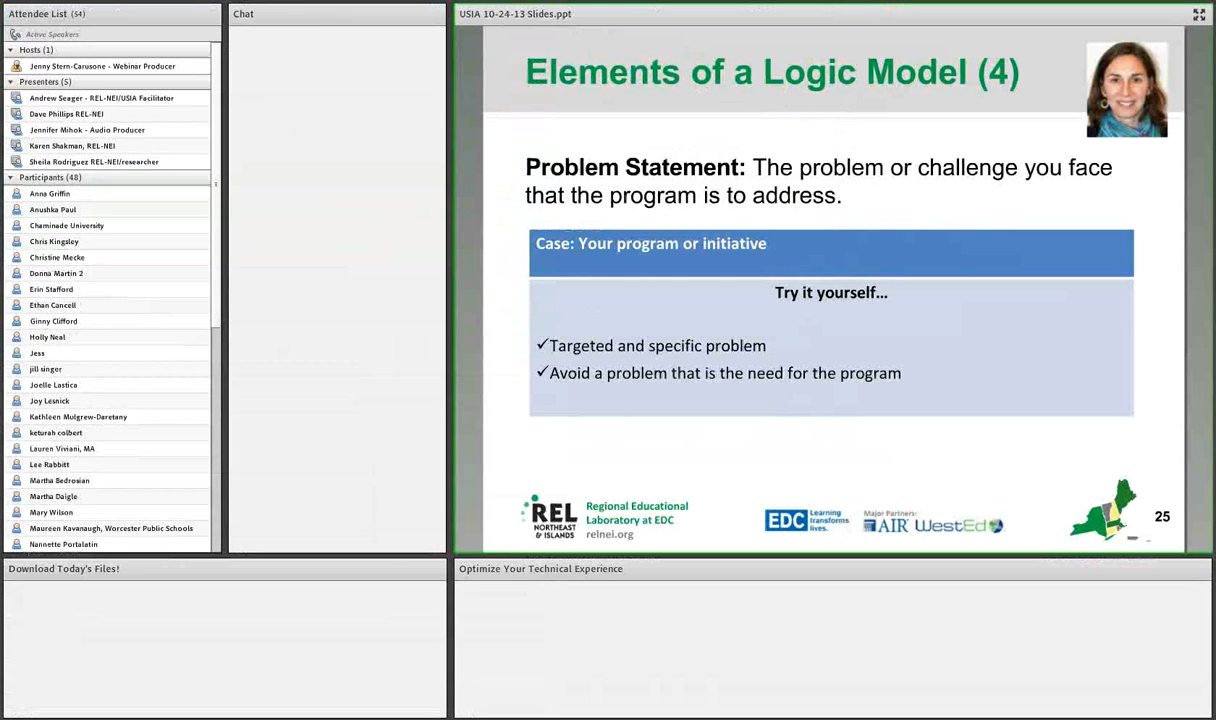 Attendee List (54)
Active Speakers
Hosts (1)
Jenny Stern-Carusone - Webinar Producer
Presenters (5)
Andrew Seager - REL-NEI/USIA Facilitator
Dave Phillips REL-NEI
Jennifer Mihok - Audio Producer
Karen Shakman, REL-NEI
Sheila Rodriguez REL-NEI/researcher
Participants (48)
Anna Griffin
Anushka Paul
Chaminade University
Chris Kingsley
Christine Mecke
Donna Martin 2
Erin Stafford
Ethan Cancell
Ginny Clifford
Holly Neal
Jess
jill singer
Joelle Lastica
Joy Lesnick
Kathleen Mulgrew-Daretany
keturah colbert
Lauren Viviani, MA
Lee Rabbitt
Martha Bedrosian
Martha Daigle
Mary Wilson
Maureen Kavanaugh, Worcester Public Schools
Nannette Portalatin
Chat
USIA 10-24-13 Slides.ppt
Elements of a Logic Model (4)
Problem Statement: The problem or challenge you face
that the program is to address.
Case: Your program or initiative
Try it yourself...
✓Targeted and specific problem
✓Avoid a problem that is the need for the program
REL
NORTHEAST
& ISLANDS
Regional Educational
Laboratory at EDC
relnei.org
EDC Learning
transforms
lives.
Major Partners:
AIR WestEd
25
Download Today's Files!
Optimize Your Technical Experience